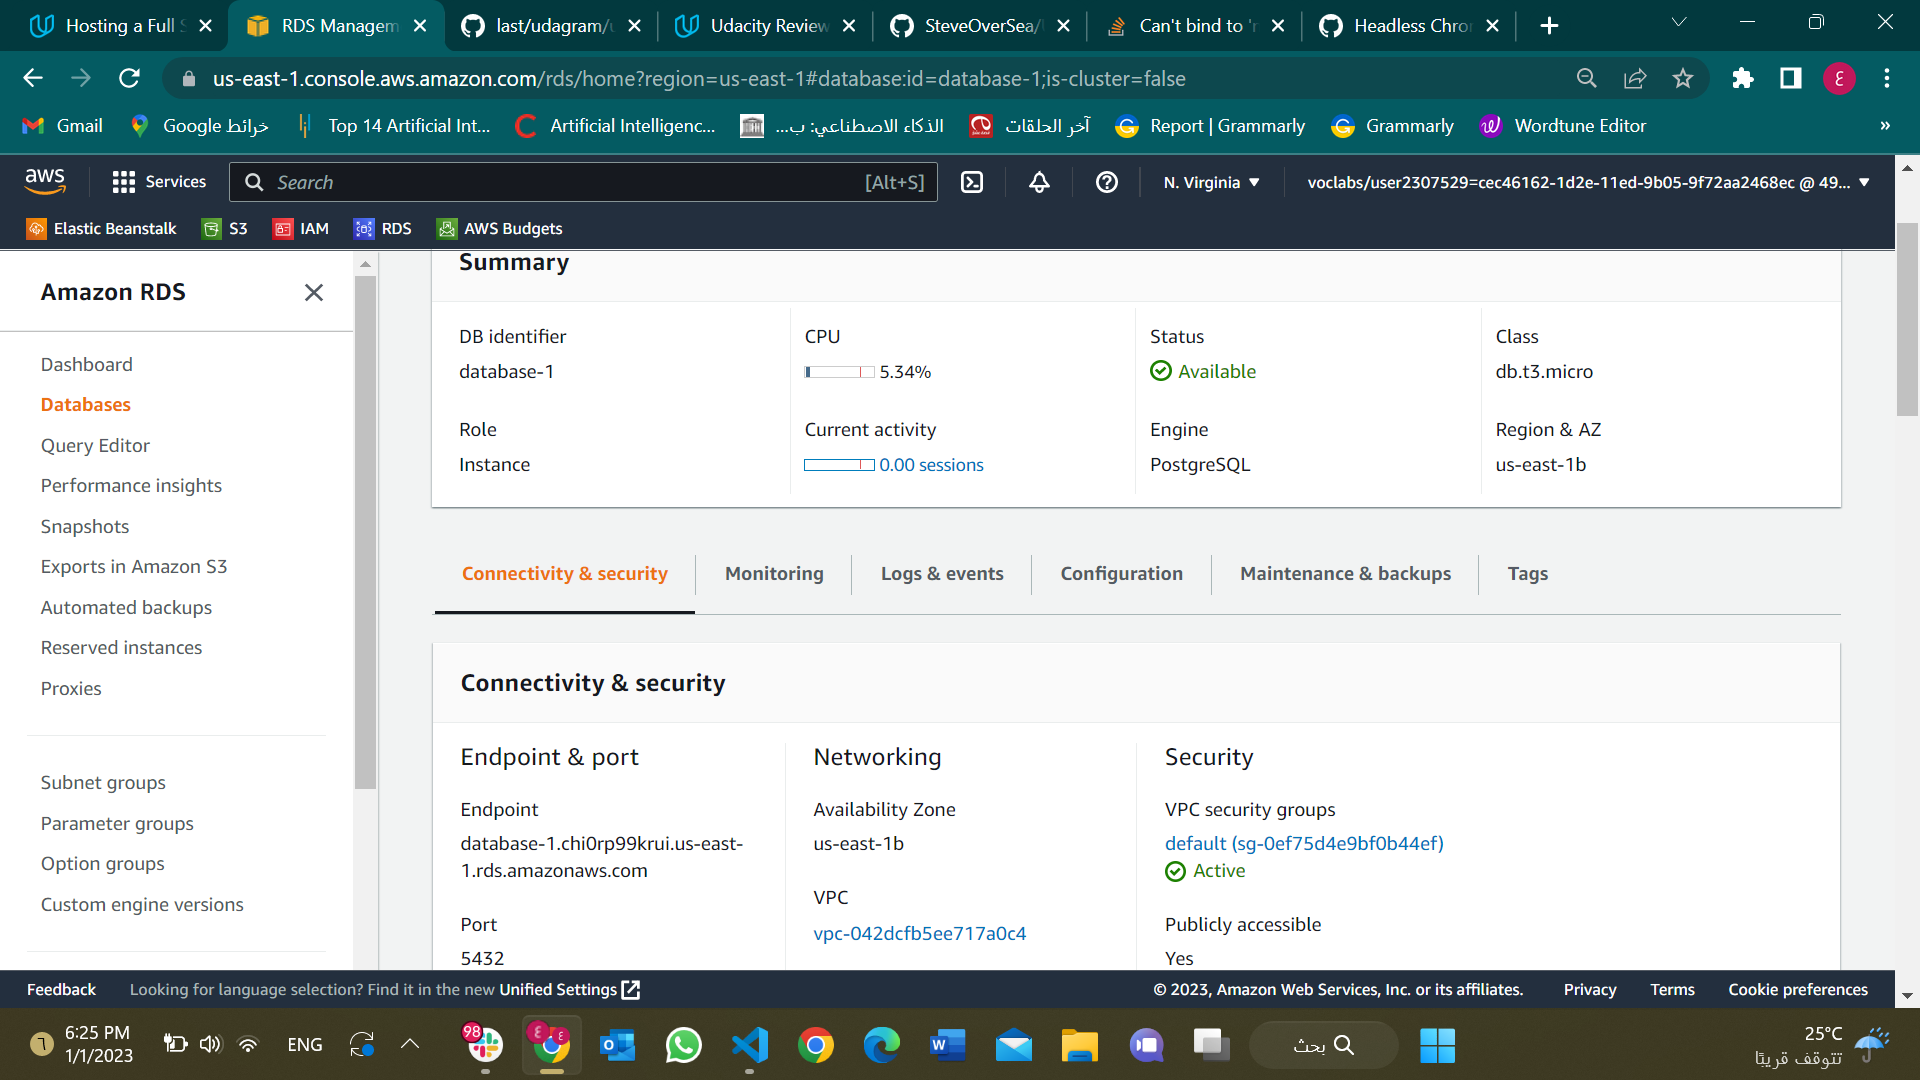 Hosting a Full S
RDS Managem
last/udagram/u
Udacity Review
SteveOverSea/
Can't bind to 'n
Headless Chro
us-east-1.console.aws.amazon.com/rds/home?region=us-east-1#database:id=database-1;is-cluster=false
ع
Gmail
خرائط Google
Top 14 Artificial Int...
Artificial Intelligenc...
الذكاء الاصطناعي: ب...
آخر الحلقات
Report | Grammarly
Grammarly
Wordtune Editor
»
aws
Services
Search
[Alt+S]
N. Virginia
voclabs/user2307529=cec46162-1d2e-11ed-9b05-9f72aa2468ec @ 49...
Elastic Beanstalk
S3
IAM
RDS
AWS Budgets
Amazon RDS
Dashboard
Databases
Query Editor
Performance insights
Snapshots
Exports in Amazon S3
Automated backups
Reserved instances
Proxies
Subnet groups
Parameter groups
Option groups
Custom engine versions
Summary
DB identifier
database-1
CPU
5.34%
Status
Available
Class
db.t3.micro
Role
Instance
Current activity
0.00 sessions
Engine
PostgreSQL
Region & AZ
us-east-1b
Connectivity & security
Monitoring
Logs & events
Configuration
Maintenance & backups
Tags
Connectivity & security
Endpoint & port
Endpoint
database-1.chi0rp99krui.us-east-
1.rds.amazonaws.com
Port
5432
Networking
Availability Zone
us-east-1b
VPC
vpc-042dcfb5ee717a0c4
Security
VPC security groups
default (sg-0ef75d4e9bf0b44ef)
Active
Publicly accessible
Yes
Feedback
Looking for language selection? Find it in the new Unified Settings
© 2023, Amazon Web Services, Inc. or its affiliates.
Privacy
Terms
Cookie preferences
6:25 PM
1/1/2023
ENG
98
بحث
25°C
تتوقف قريبًا